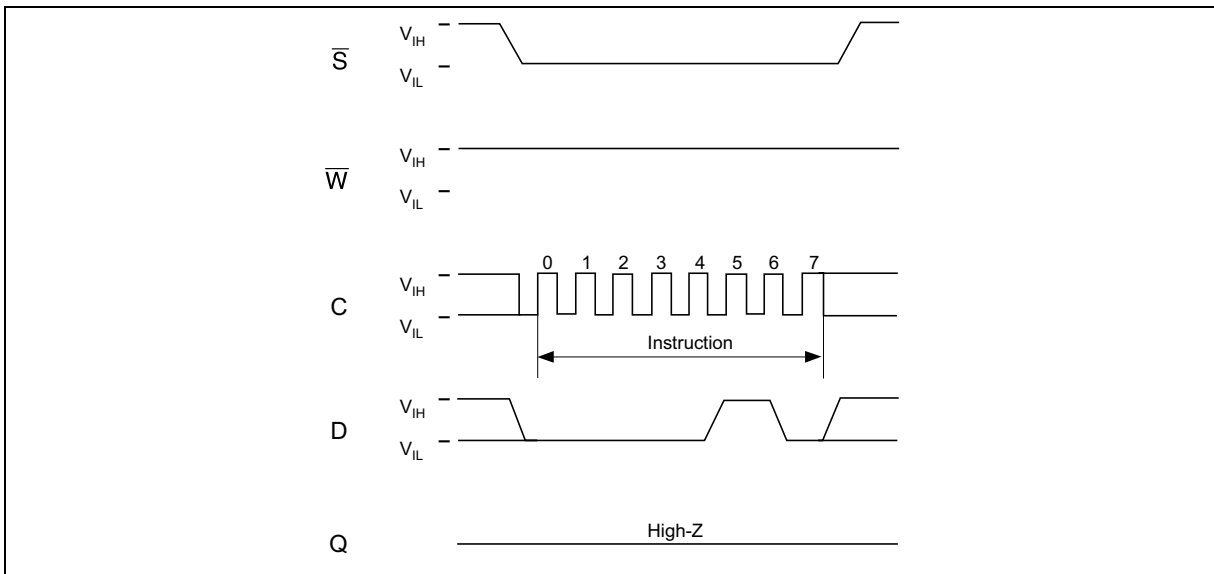 V_IH
S̅
V_IL
V_IH
W̅
V_IL
0 1 2 3 4 5 6 7
V_IH
C
V_IL
Instruction
V_IH
D
V_IL
High-Z
Q